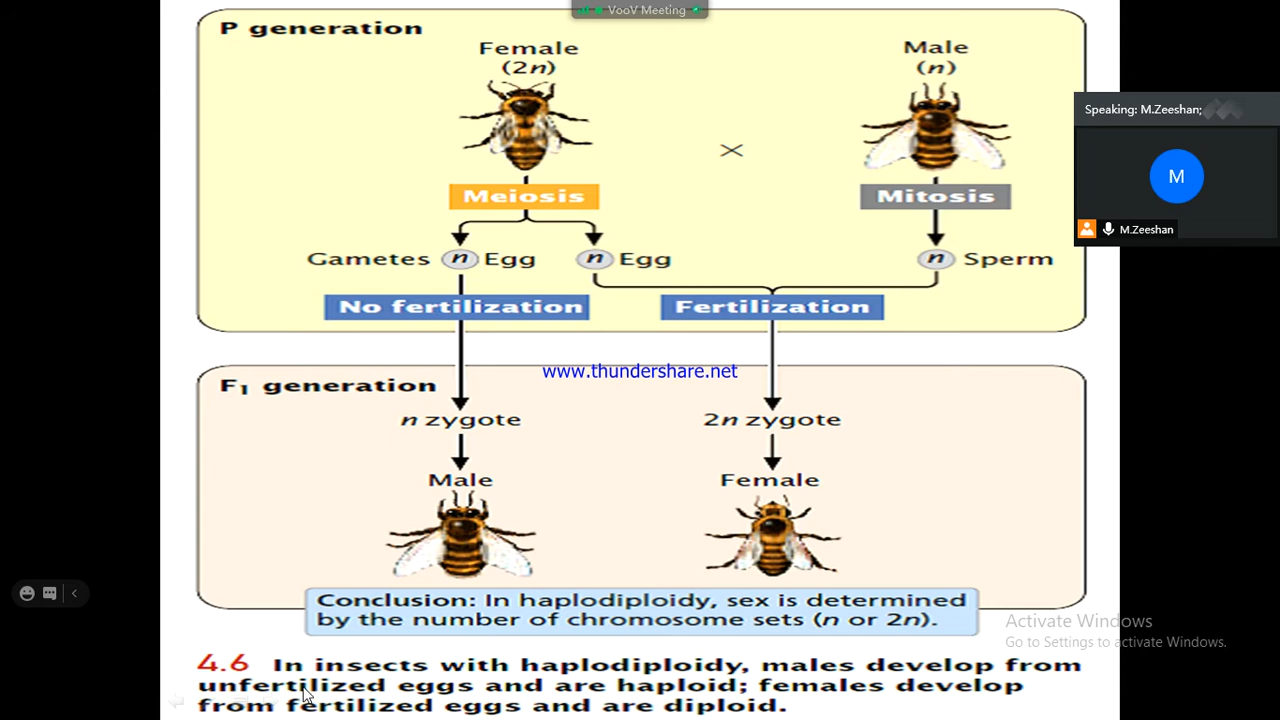 VooV Meeting
P generation
Female
(2n)
Male
(n)
×
Speaking: M.Zeeshan;
M
M.Zeeshan
Meiosis
Mitosis
Gametes n Egg n Egg n Sperm
No fertilization Fertilization
www.thundershare.net
F1 generation
n zygote 2n zygote
Male Female
Conclusion: In haplodiploidy, sex is determined
by the number of chromosome sets (n or 2n).
Activate Windows
Go to Settings to activate Windows.
4.6 In insects with haplodiploidy, males develop from
unfertilized eggs and are haploid; females develop
from fertilized eggs and are diploid.